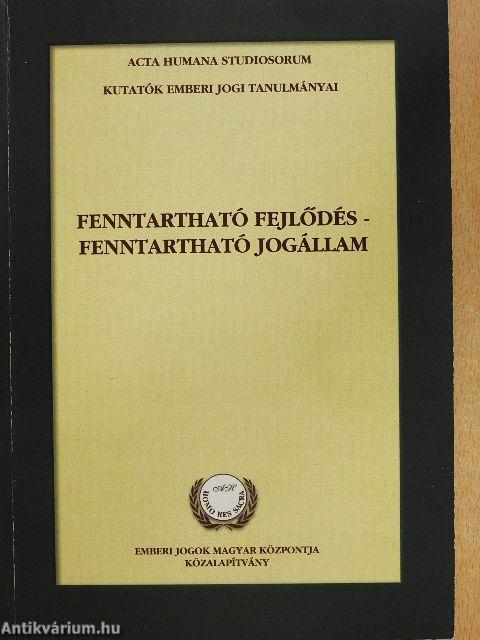 ACTA HUMANA STUDIOSORUM
KUTATÓK EMBERI JOGI TANULMÁNYAI
FENNTARTHATÓ FEJLŐDÉS -
FENNTARTHATÓ JOGÁLLAM
AH
HOMO RES SACRA
EMBERI JOGOK MAGYAR KÖZPONTJA
KÖZALAPÍTVÁNY
Antikvárium.hu